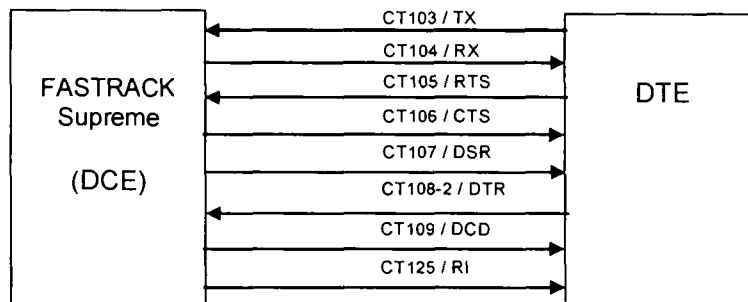 CT103 / TX
CT104 / RX
CT105 / RTS
CT106 / CTS
CT107 / DSR
CT108-2 / DTR
CT109 / DCD
CT125 / RI
FASTRACK
Supreme
(DCE)
DTE